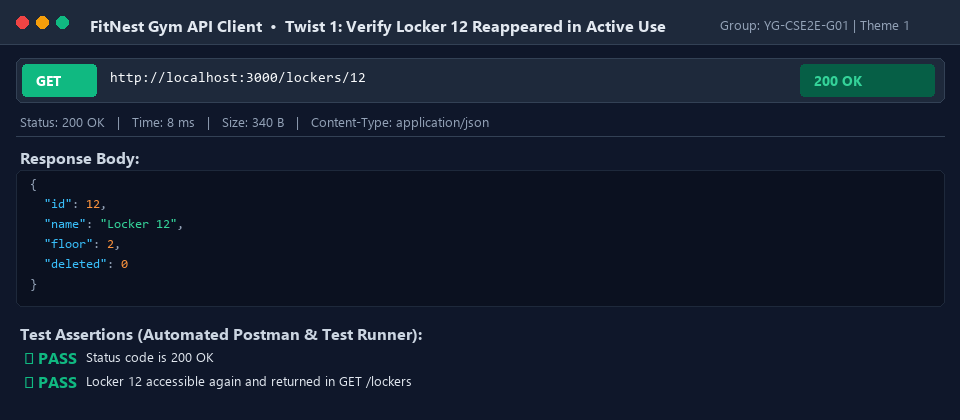 FitNest Gym API Client • Twist 1: Verify Locker 12 Reappeared in Active Use
Group: YG-CSE2E-G01 | Theme 1
GET
http://localhost:3000/lockers/12
200 OK
Status: 200 OK | Time: 8 ms | Size: 340 B | Content-Type: application/json
Response Body:
{
"id": 12,
"name": "Locker 12",
"floor": 2,
"deleted": 0
}
Test Assertions (Automated Postman & Test Runner):
PASS Status code is 200 OK
PASS Locker 12 accessible again and returned in GET /lockers